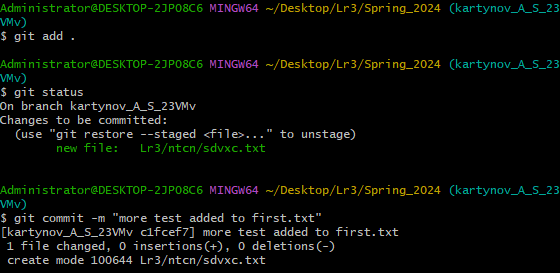 Administrator@DESKTOP-2JP08C6 MINGW64 ~/Desktop/Lr3/Spring_2024 (kartynov_A_S_23
VMv)
$ git add .
Administrator@DESKTOP-2JP08C6 MINGW64 ~/Desktop/Lr3/Spring_2024 (kartynov_A_S_23
VMv)
$ git status
On branch kartynov_A_S_23VMv
Changes to be committed:
  (use "git restore --staged <file>..." to unstage)
        new file:   Lr3/ntcn/sdvxc.txt
Administrator@DESKTOP-2JP08C6 MINGW64 ~/Desktop/Lr3/Spring_2024 (kartynov_A_S_23
VMv)
$ git commit -m "more test added to first.txt"
[kartynov_A_S_23VMv c1fcef7] more test added to first.txt
 1 file changed, 0 insertions(+), 0 deletions(-)
 create mode 100644 Lr3/ntcn/sdvxc.txt